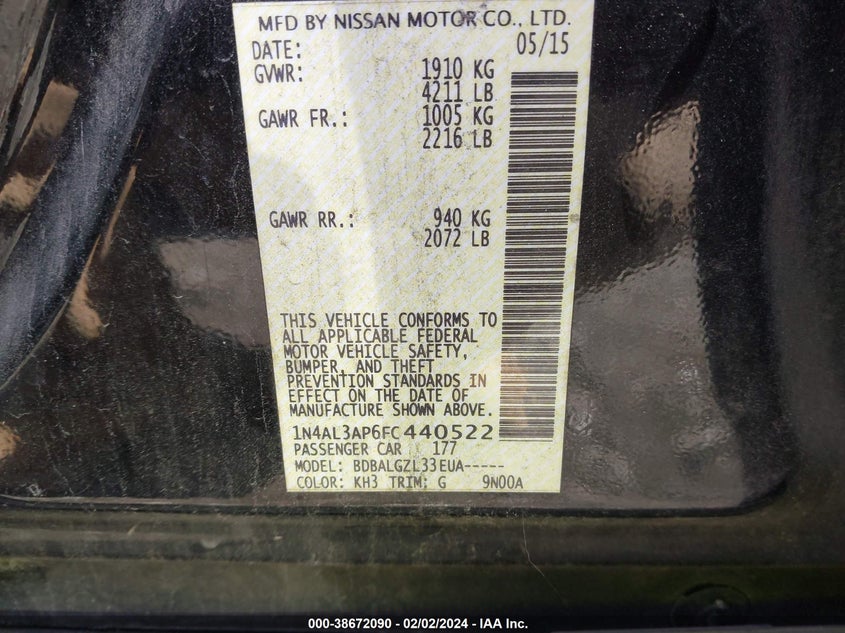 MFD BY NISSAN MOTOR CO., LTD.
DATE: 05/15
GVWR: 1910 KG
4211 LB
GAWR FR.: 1005 KG
2216 LB
GAWR RR.: 940 KG
2072 LB
THIS VEHICLE CONFORMS TO
ALL APPLICABLE FEDERAL
MOTOR VEHICLE SAFETY,
BUMPER, AND THEFT
PREVENTION STANDARDS IN
EFFECT ON THE DATE OF
MANUFACTURE SHOWN ABOVE.
1N4AL3AP6FC440522
PASSENGER CAR 177
MODEL: BDBALGZL33EUA-----
COLOR: KH3 TRIM; G 9N00A
000-38672090 - 02/02/2024 - IAA Inc.